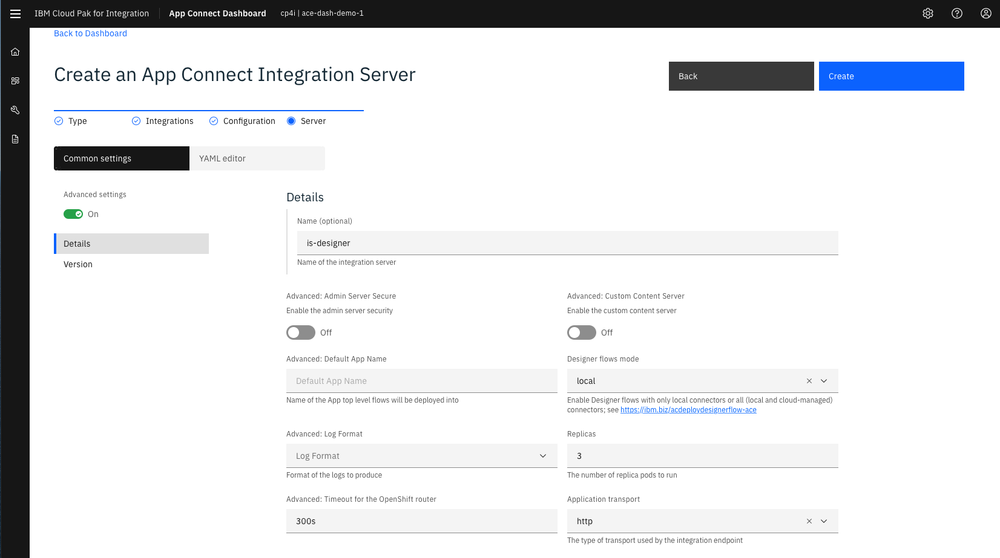 IBM Cloud Pak for Integration App Connect Dashboard cp4i | ace-dash-demo-1
Back to Dashboard
Create an App Connect Integration Server
Back
Create
Type
Integrations
Configuration
Server
Common settings
YAML editor
Advanced settings
On
Details
Version
Details
Name (optional)
is-designer
Name of the integration server
Advanced: Admin Server Secure
Enable the admin server security
Off
Advanced: Custom Content Server
Enable the custom content server
Off
Advanced: Default App Name
Default App Name
Name of the App top level flows will be deployed into
Designer flows mode
local
Enable Designer flows with only local connectors or all (local and cloud-managed)
connectors; see https://ibm.biz/acdeploydesignerflow-ace
Advanced: Log Format
Log Format
Format of the logs to produce
Replicas
3
The number of replica pods to run
Advanced: Timeout for the OpenShift router
300s
Application transport
http
The type of transport used by the integration endpoint